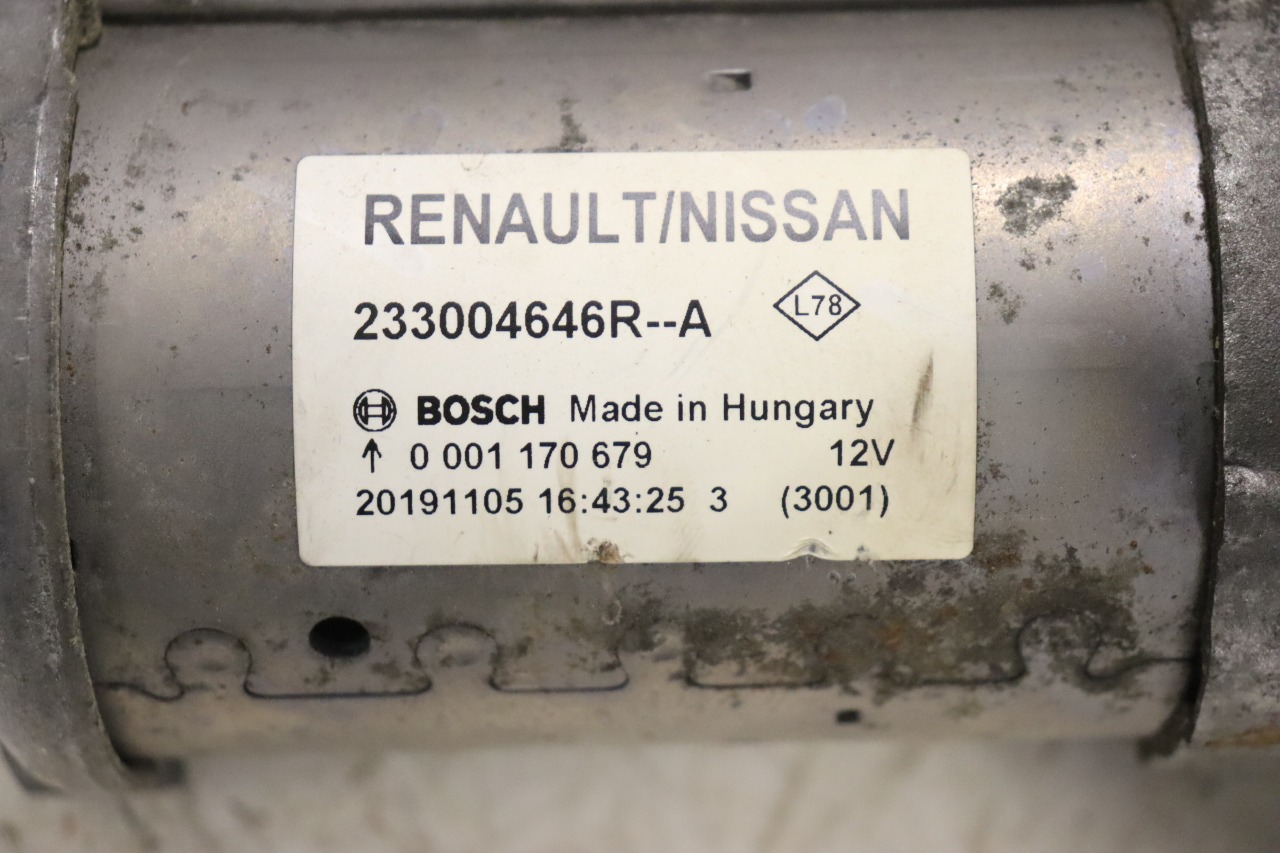 RENAULT/NISSAN
233004646R--A L78
BOSCH Made in Hungary
↑ 0 001 170 679 12V
20191105 16:43:25 3 (3001)